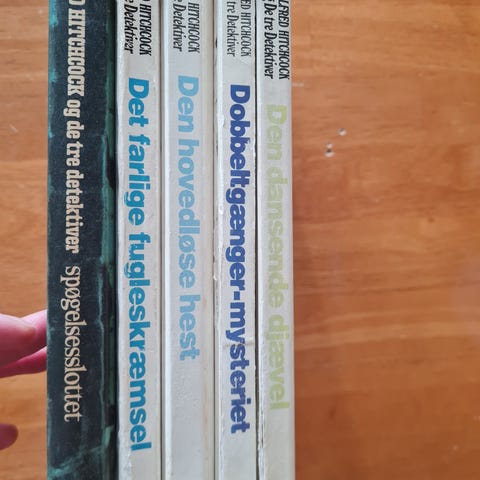 HITCHCOCK og de tre detektiver spøgelsesslottet
HITCHCOCK
De tre Detektiver
Det farlige fugleskræmsel
HITCHCOCK
De tre Detektiver
Den hovedløse hest
HITCHCOCK
De tre Detektiver
Dobbeltgænger-mysteriet
ALFRED HITCHCOCK
De tre Detektiver
Den dansende djævel